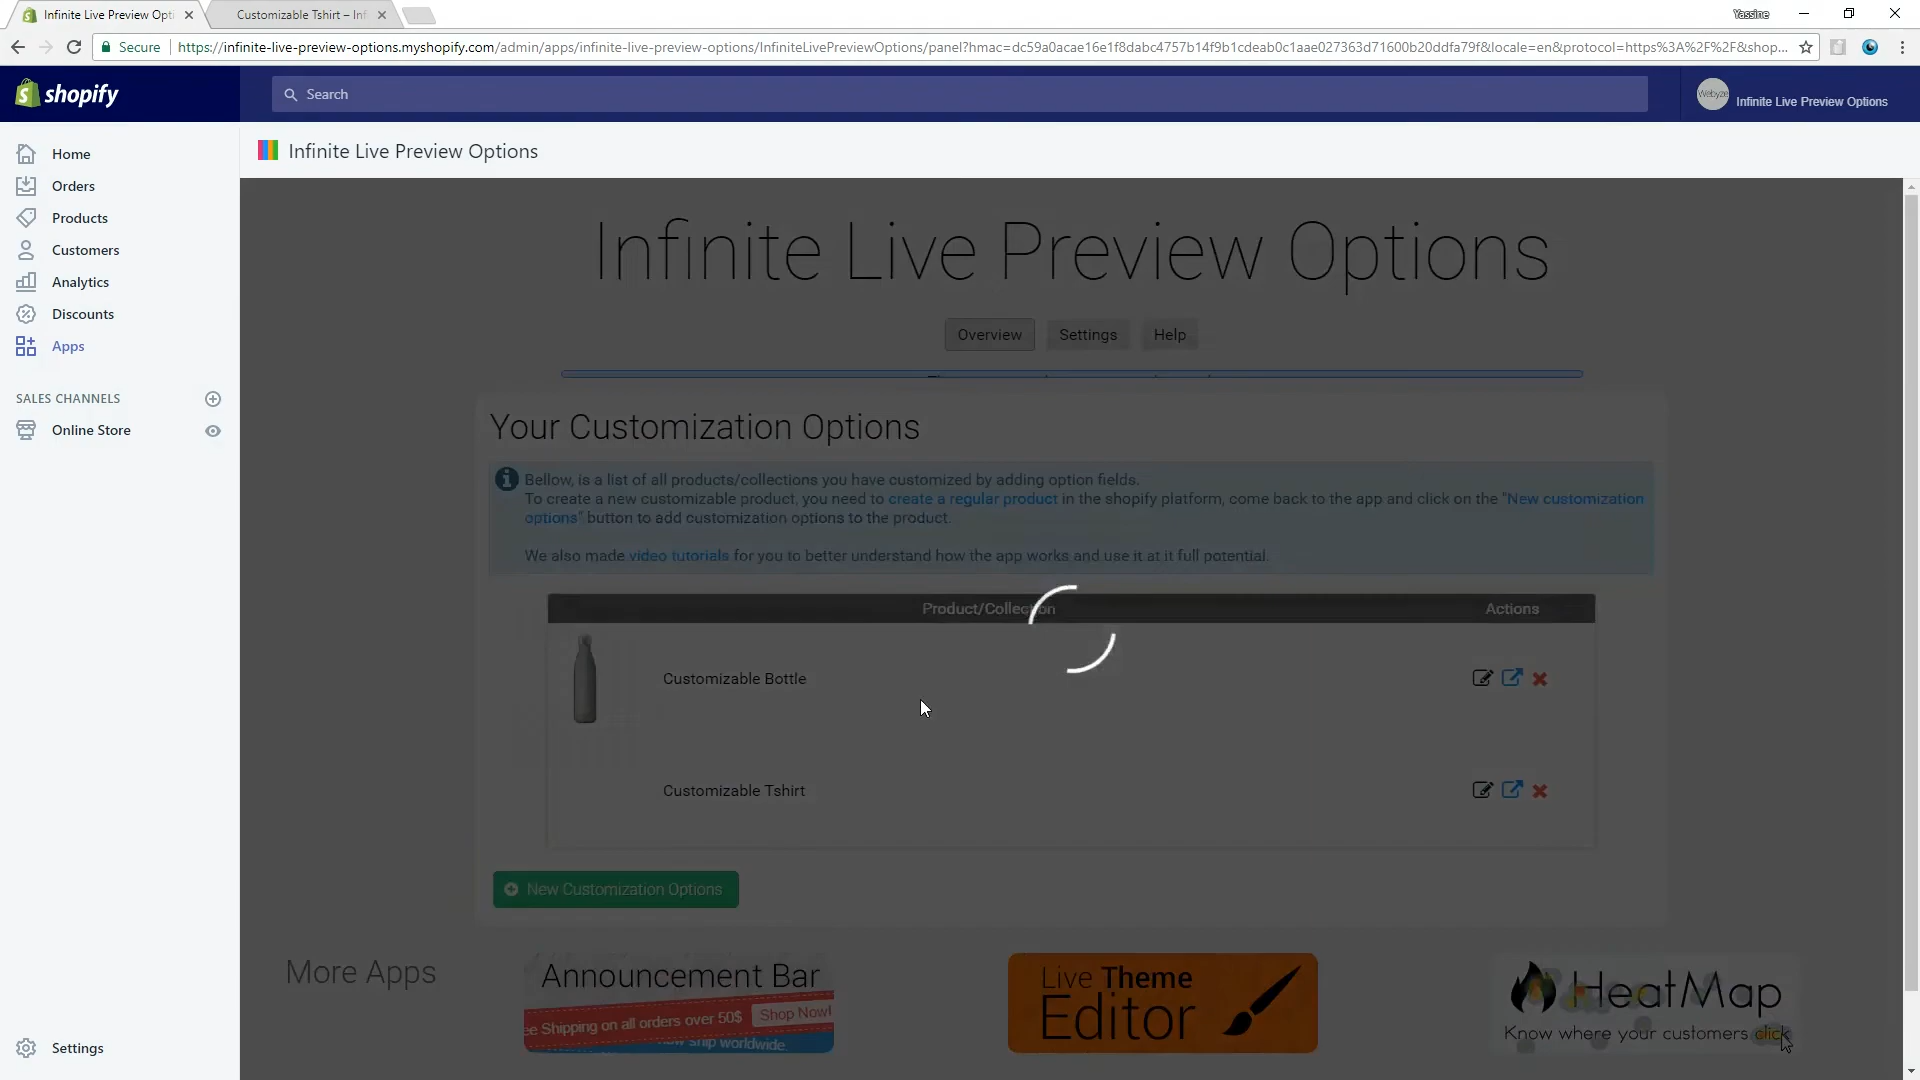 Infinite Live Preview Opti
Customizable Tshirt – Inf
Yassine
Secure
https://infinite-live-preview-options.myshopify.com/admin/apps/infinite-live-preview-options/InfiniteLivePreviewOptions/panel?hmac=dc59a0acae16e1f8dabc4757b14f9b1cdeab0c1aae027363d71600b20ddfa79f&locale=en&protocol=https%3A%2F%2F&shop...
shopify
Search
Webyze
Infinite Live Preview Options
Infinite Live Preview Options
Home
Orders
Products
Customers
Analytics
Discounts
Apps
SALES CHANNELS
Online Store
Settings
Infinite Live Preview Options
Overview
Settings
Help
Your Customization Options
Bellow, is a list of all products/collections you have customized by adding option fields.
To create a new customizable product, you need to create a regular product in the shopify platform, come back to the app and click on the "New customization
options" button to add customization options to the product.
We also made video tutorials for you to better understand how the app works and use it at it full potential.
Product/Collection
Actions
Customizable Bottle
Customizable Tshirt
New Customization Options
More Apps
Announcement Bar
ee Shipping on all orders over 50$
Shop Now!
now ship worldwide.
Live Theme
Editor
HeatMap
Know where your customers click